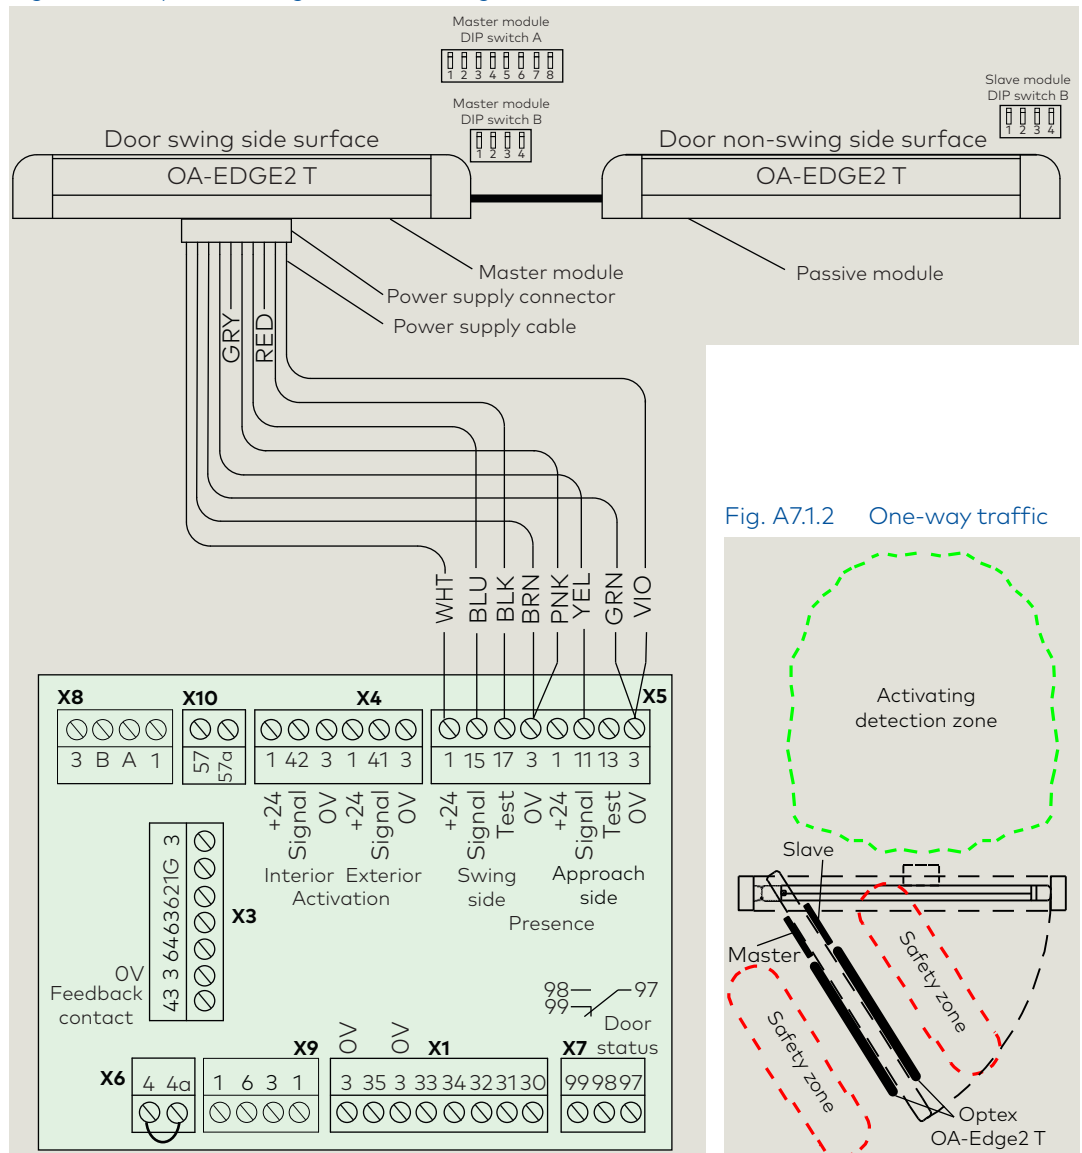 Master module
DIP switch A
1 2 3 4 5 6 7 8
Master module
DIP switch B
1 2 3 4
Slave module
DIP switch B
1 2 3 4
Door swing side surface
Door non-swing side surface
OA-EDGE2 T
OA-EDGE2 T
Master module
Passive module
Power supply connector
Power supply cable
GRY
RED
WHT
BLU
BLK
BRN
PNK
YEL
GRN
VIO
X8
3 B A 1
X10
57
57a
X4
1 42 3 1 41 3
+24
Signal
0V
+24
Signal
0V
Interior Exterior
Activation
X5
1 15 17 3 1 11 13 3
+24
Signal
Test
0V
+24
Signal
Test
0V
Swing
side
Approach
side
Presence
X3
43 3 64 63 62 1G 3
0V
Feedback
contact
98
99
97
Door
status
X6
4 4a
X9
1 6 3 1
0V
0V
X1
3 35 3 33 34 32 31 30
X7
99 98 97
Fig. A7.1.2 One-way traffic
Activating
detection zone
Slave
Master
Safety zone
Safety zone
Optex
OA-Edge2 T